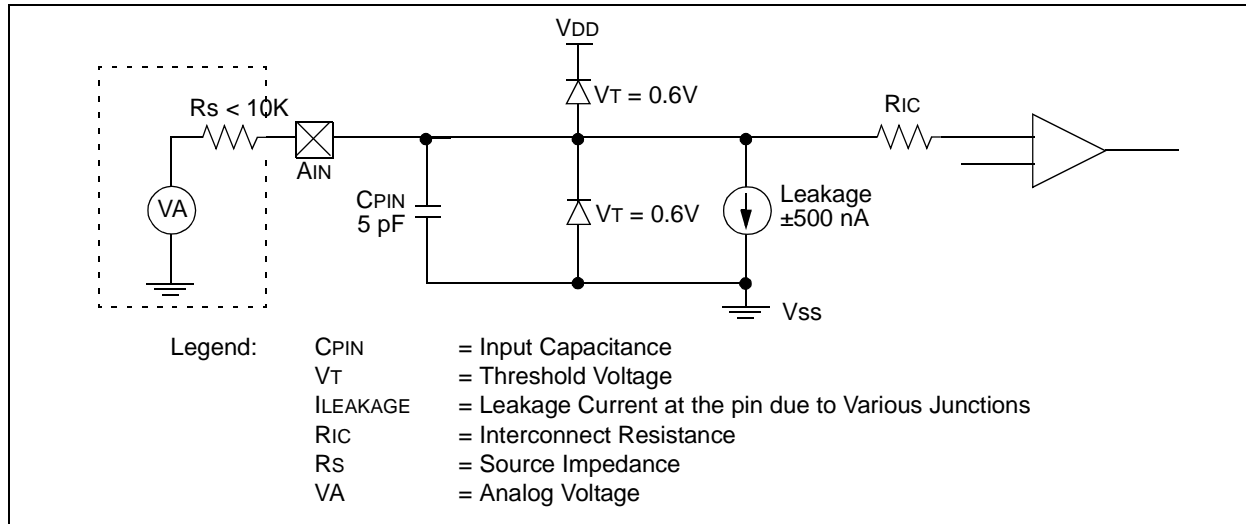 VDD
VT = 0.6V
RS < 10K
RIC
AIN
CPIN
5 pF
VA
VT = 0.6V
Leakage
±500 nA
VSS
Legend: CPIN = Input Capacitance
VT = Threshold Voltage
ILEAKAGE = Leakage Current at the pin due to Various Junctions
RIC = Interconnect Resistance
RS = Source Impedance
VA = Analog Voltage